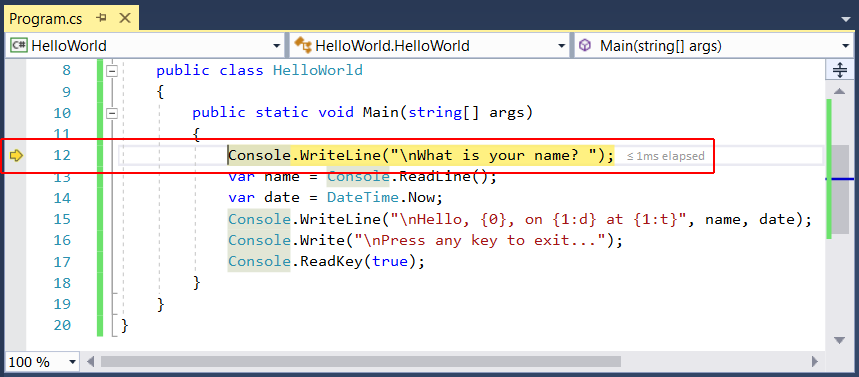 Program.cs
C# HelloWorld HelloWorld.HelloWorld Main(string[] args)
8 public class HelloWorld
9 {
10 public static void Main(string[] args)
11 {
12 Console.WriteLine("\nWhat is your name? "); ≤ 1ms elapsed
13 var name = Console.ReadLine();
14 var date = DateTime.Now;
15 Console.WriteLine("\nHello, {0}, on {1:d} at {1:t}", name, date);
16 Console.Write("\nPress any key to exit...");
17 Console.ReadKey(true);
18 }
19 }
20 }
100 %